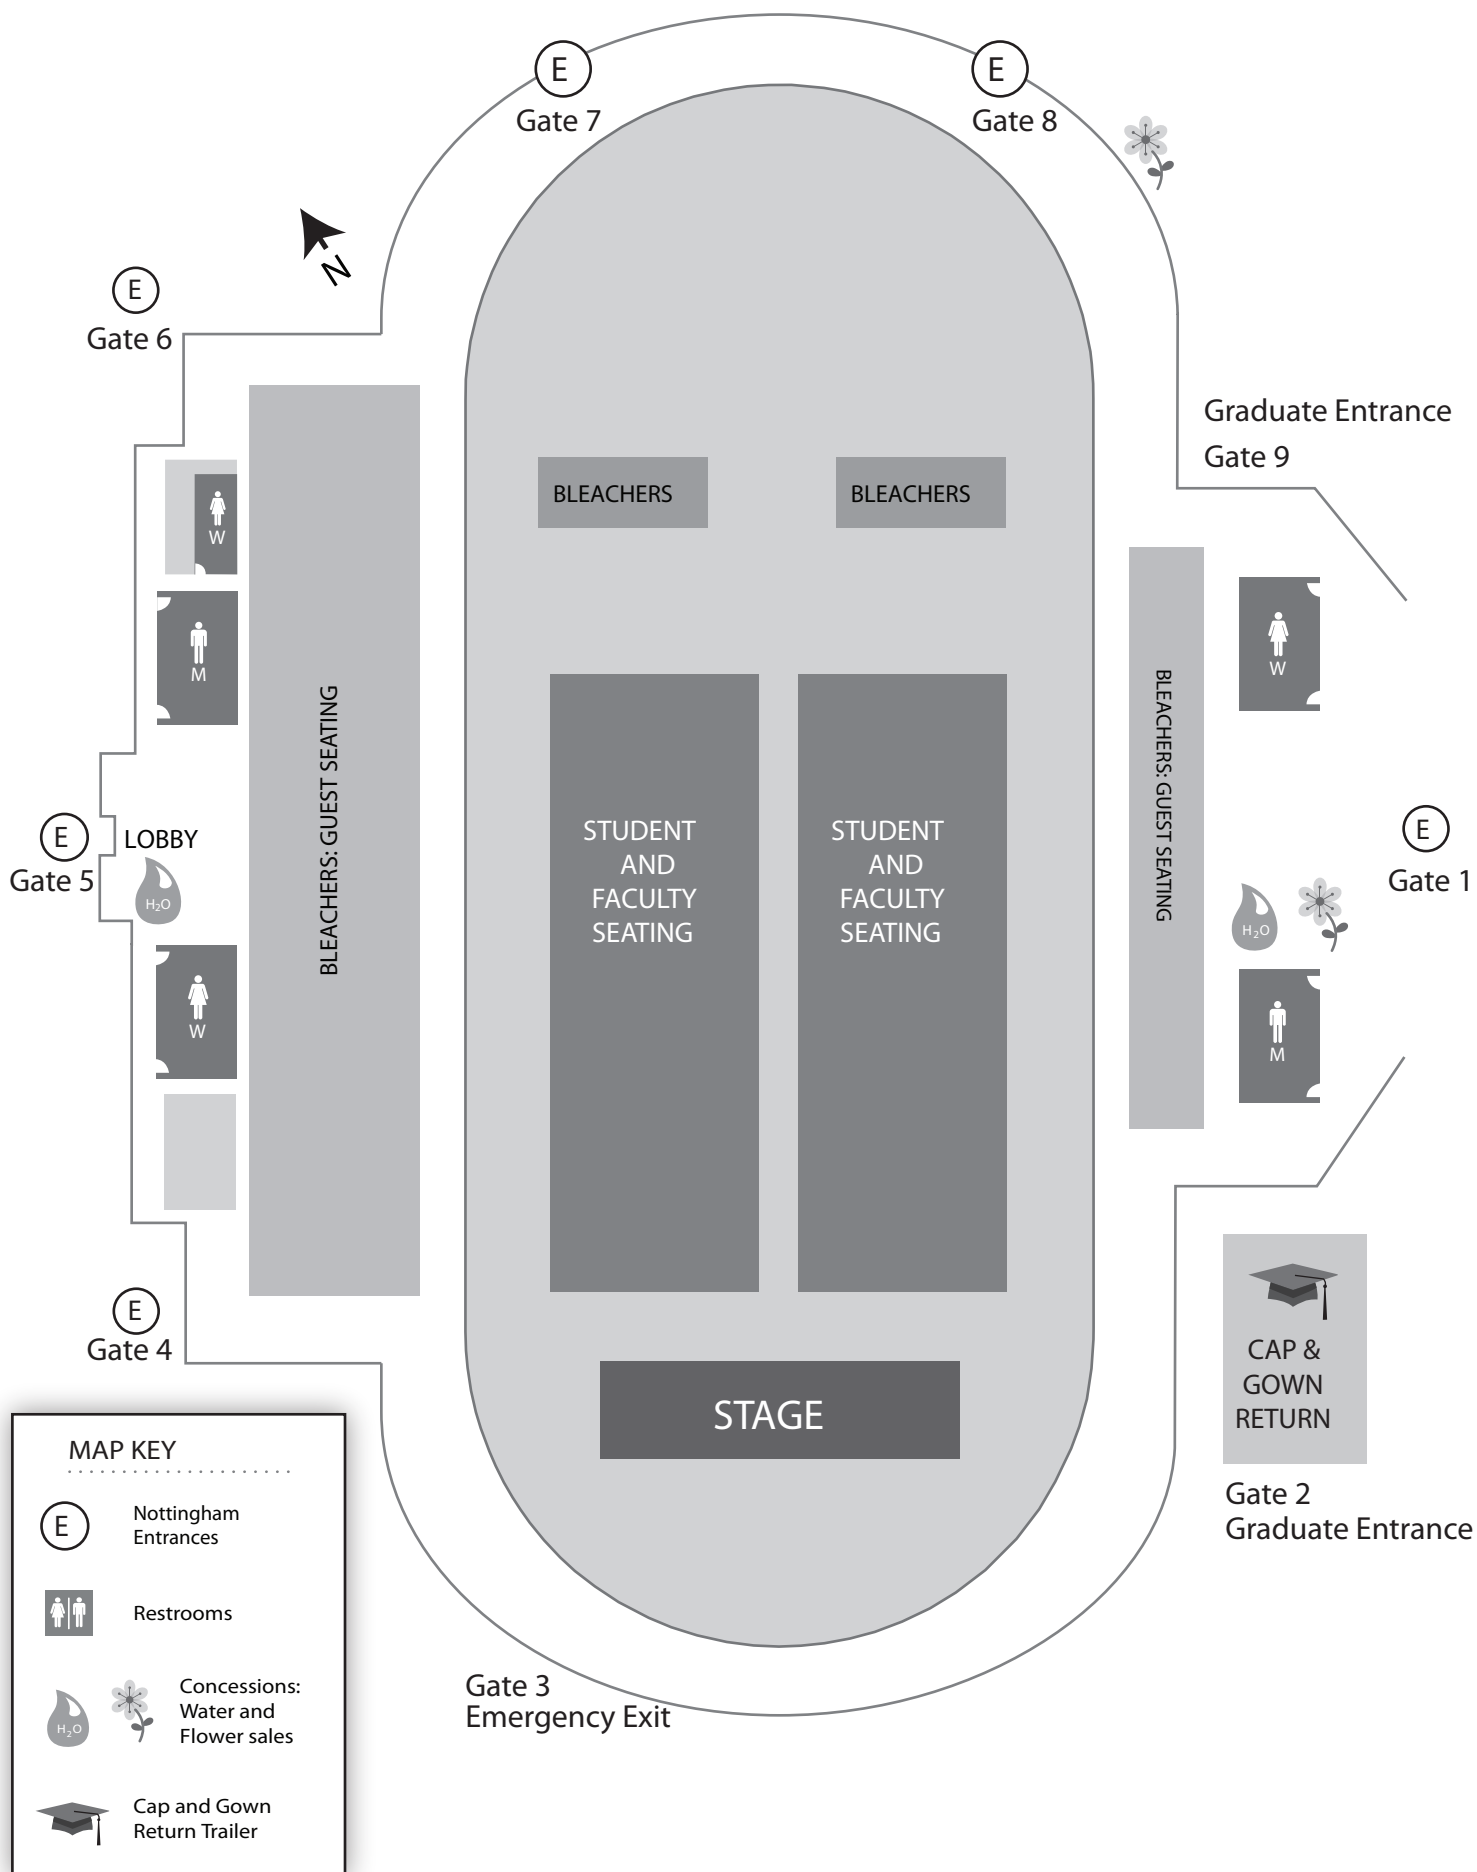 E
Gate 7
E
Gate 8
N
E
Gate 6
Graduate Entrance
Gate 9
BLEACHERS
BLEACHERS
W
M
W
BLEACHERS: GUEST SEATING
STUDENT
AND
FACULTY
SEATING
STUDENT
AND
FACULTY
SEATING
BLEACHERS: GUEST SEATING
E
Gate 5
LOBBY
H2O
E
Gate 1
H2O
W
M
E
Gate 4
CAP &
GOWN
RETURN
STAGE
Gate 2
Graduate Entrance
Gate 3
Emergency Exit
MAP KEY
E
Nottingham
Entrances
Restrooms
H2O
Concessions:
Water and
Flower sales
Cap and Gown
Return Trailer